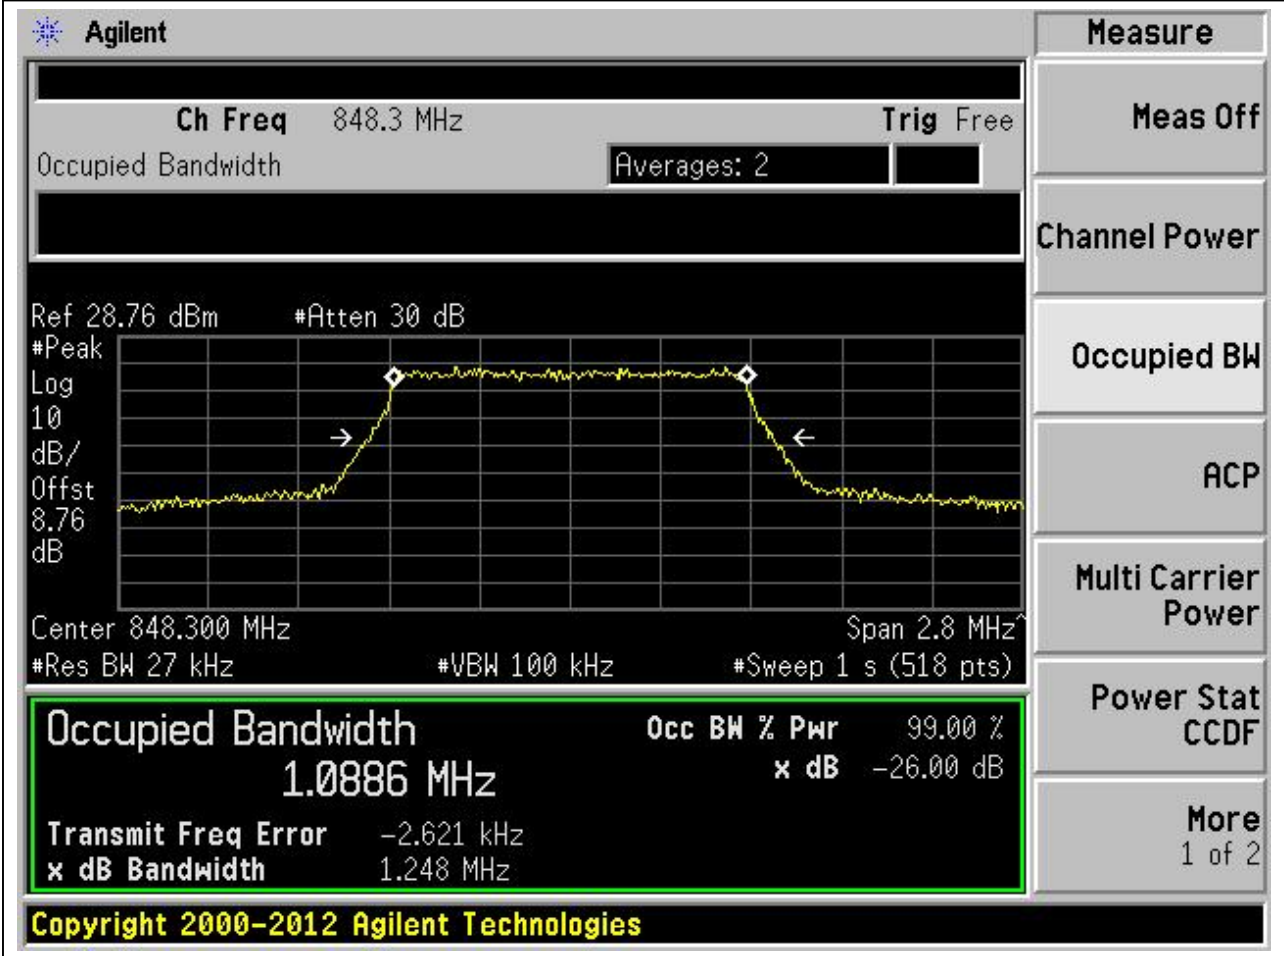 Agilent
Measure
Ch Freq 848.3 MHz Trig Free
Occupied Bandwidth Averages: 2
Meas Off
Channel Power
Occupied BW
ACP
Multi Carrier
Power
Power Stat
CCDF
More
1 of 2
Ref 28.76 dBm #Atten 30 dB
#Peak
Log
10
dB/
Offst
8.76
dB
Center 848.300 MHz Span 2.8 MHz^
#Res BW 27 kHz #VBW 100 kHz #Sweep 1 s (518 pts)
Occupied Bandwidth Occ BW % Pwr 99.00 %
1.0886 MHz x dB -26.00 dB
Transmit Freq Error -2.621 kHz
x dB Bandwidth 1.248 MHz
Copyright 2000-2012 Agilent Technologies